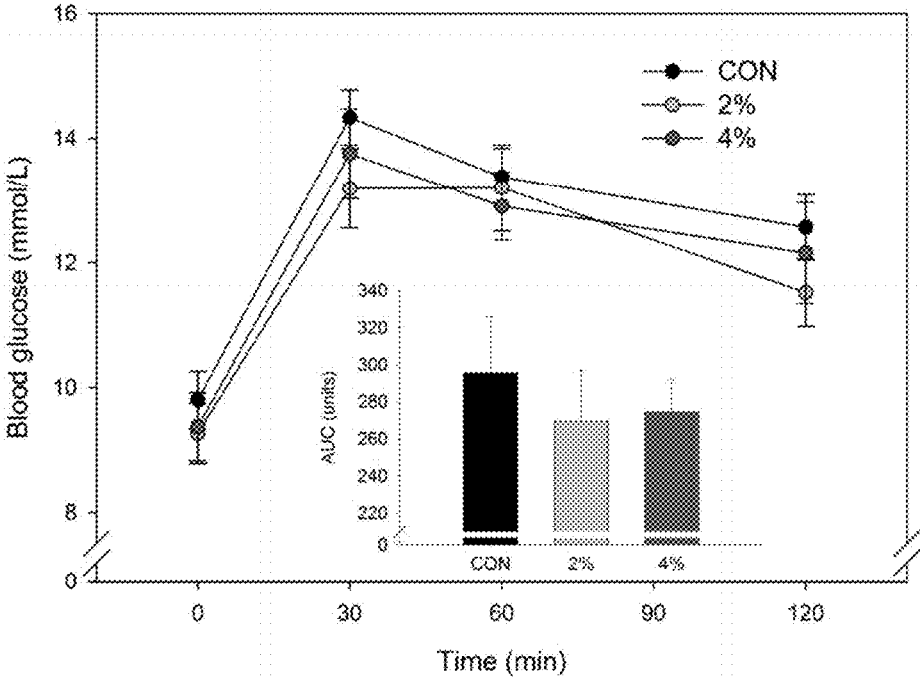 16
14
12
10
8
0
Blood glucose (mmol/L)
CON
2%
4%
340
320
300
280
260
240
220
0
AUC (units)
CON 2% 4%
0 30 60 90 120
Time (min)